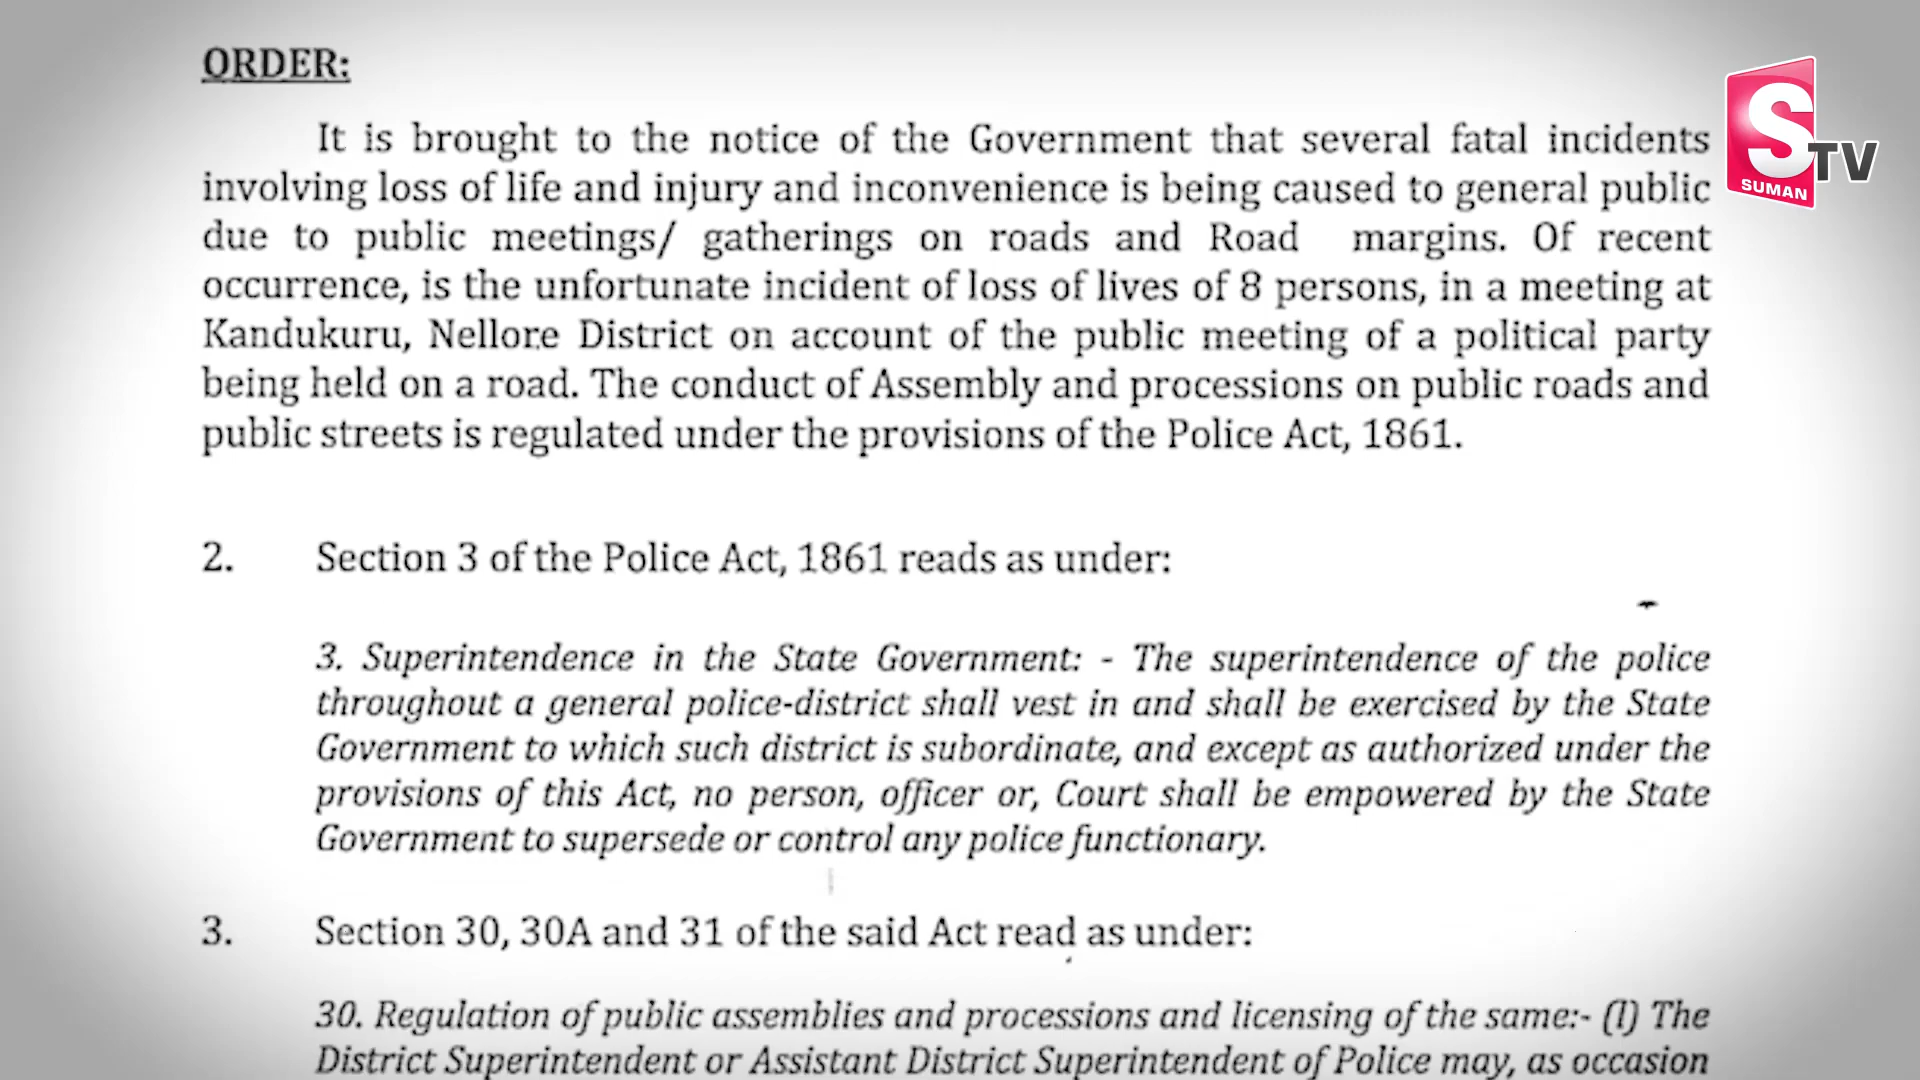 ORDER:
It is brought to the notice of the Government that several fatal incidents
involving loss of life and injury and inconvenience is being caused to general public
due to public meetings/ gatherings on roads and Road margins. Of recent
occurrence, is the unfortunate incident of loss of lives of 8 persons, in a meeting at
Kandukuru, Nellore District on account of the public meeting of a political party
being held on a road. The conduct of Assembly and processions on public roads and
public streets is regulated under the provisions of the Police Act, 1861.
2. Section 3 of the Police Act, 1861 reads as under:
3. Superintendence in the State Government: - The superintendence of the police
throughout a general police-district shall vest in and shall be exercised by the State
Government to which such district is subordinate, and except as authorized under the
provisions of this Act, no person, officer or, Court shall be empowered by the State
Government to supersede or control any police functionary.
3. Section 30, 30A and 31 of the said Act read as under:
30. Regulation of public assemblies and processions and licensing of the same:- (l) The
District Superintendent or Assistant District Superintendent of Police may, as occasion
S TV
SUMAN